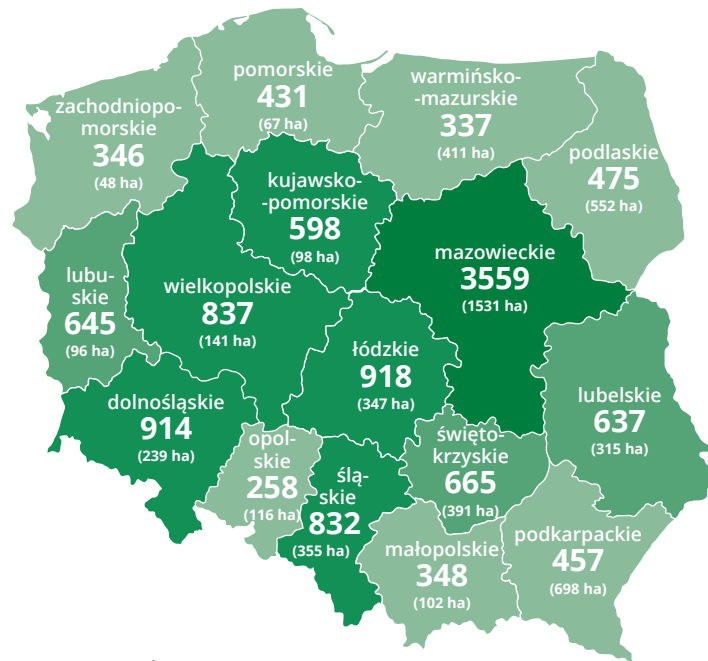 pomorskie
431
(67 ha)
warmińsko-
-mazurskie
337
(411 ha)
zachodniopo-
morskie
346
(48 ha)
podlaskie
475
(552 ha)
kujawsko-
-pomorskie
598
(98 ha)
mazowieckie
3559
(1531 ha)
lubu-
skie
645
(96 ha)
wielkopolskie
837
(141 ha)
łódzkie
918
(347 ha)
dolnośląskie
914
(239 ha)
lubelskie
637
(315 ha)
opol-
skie
258
(116 ha)
ślą-
skie
832
(355 ha)
święto-
krzyskie
665
(391 ha)
małopolskie
348
(102 ha)
podkarpackie
457
(698 ha)